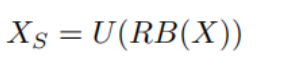 X_S = U(RB(X))